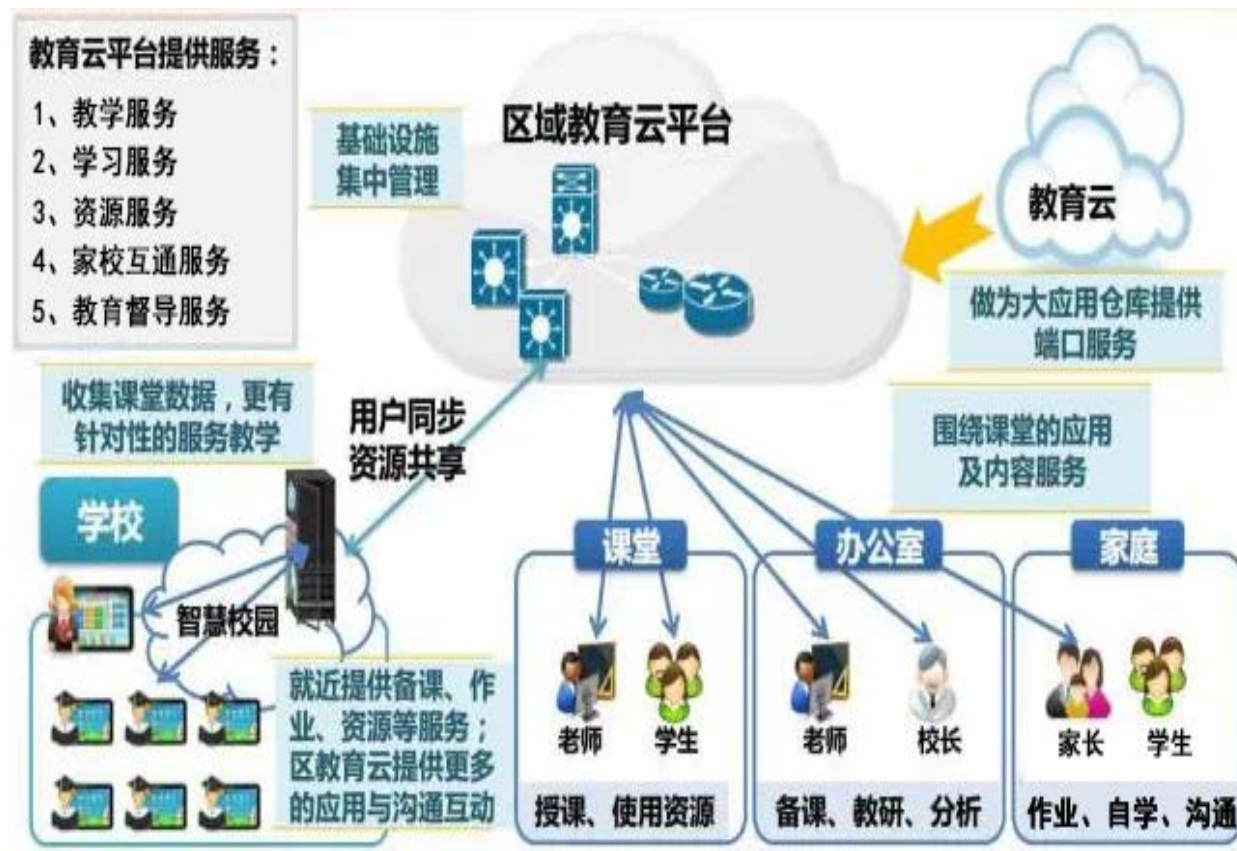 教育云平台提供服务：
1、教学服务
2、学习服务
3、资源服务
4、家校互通服务
5、教育督导服务
基础设施
集中管理
区域教育云平台
教育云
做为大应用仓库提供
端口服务
收集课堂数据，更有
针对性的服务教学
用户同步
资源共享
围绕课堂的应用
及内容服务
学校
智慧校园
就近提供备课、作
业、资源等服务；
区教育云提供更多
的应用与沟通互动
课堂
老师
学生
授课、使用资源
办公室
老师
校长
备课、教研、分析
家庭
家长
学生
作业、自学、沟通